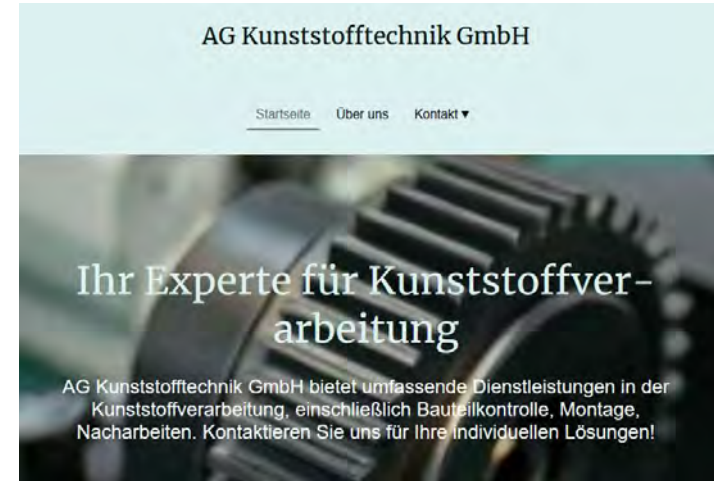 AG Kunststofftechnik GmbH
Startseite Über uns Kontakt ▾
Ihr Experte für Kunststoffver-
arbeitung
AG Kunststofftechnik GmbH bietet umfassende Dienstleistungen in der
Kunststoffverarbeitung, einschließlich Bauteilkontrolle, Montage,
Nacharbeiten. Kontaktieren Sie uns für Ihre individuellen Lösungen!